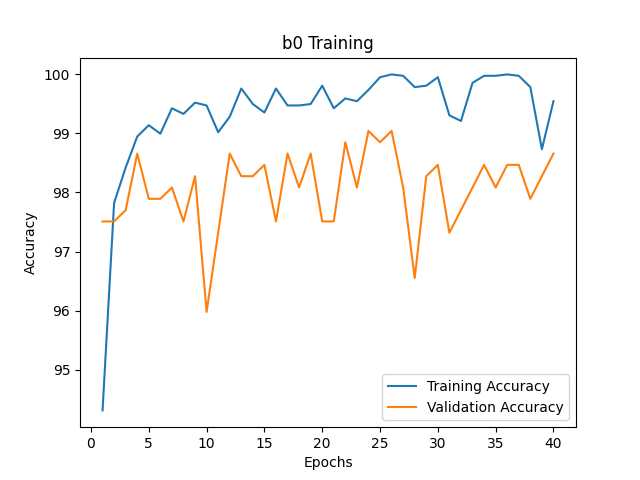 b0 Training
100
99
98
97
96
95
Accuracy
0 5 10 15 20 25 30 35 40
Epochs
Training Accuracy
Validation Accuracy